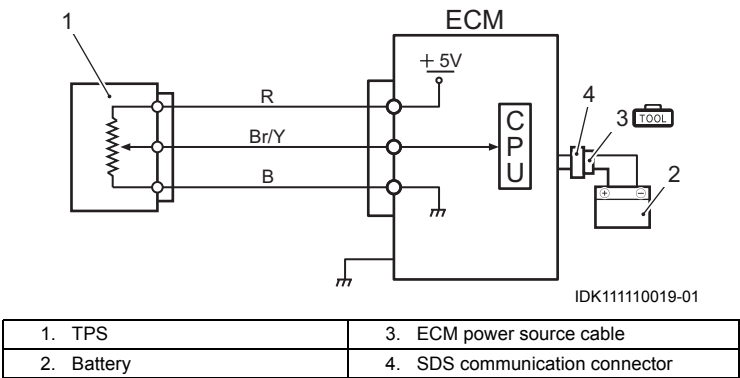 ECM
1
+5V
R
4
3 TOOL
Br/Y
CPU
B
2
+ −
IDK111110019-01
1. TPS
3. ECM power source cable
2. Battery
4. SDS communication connector